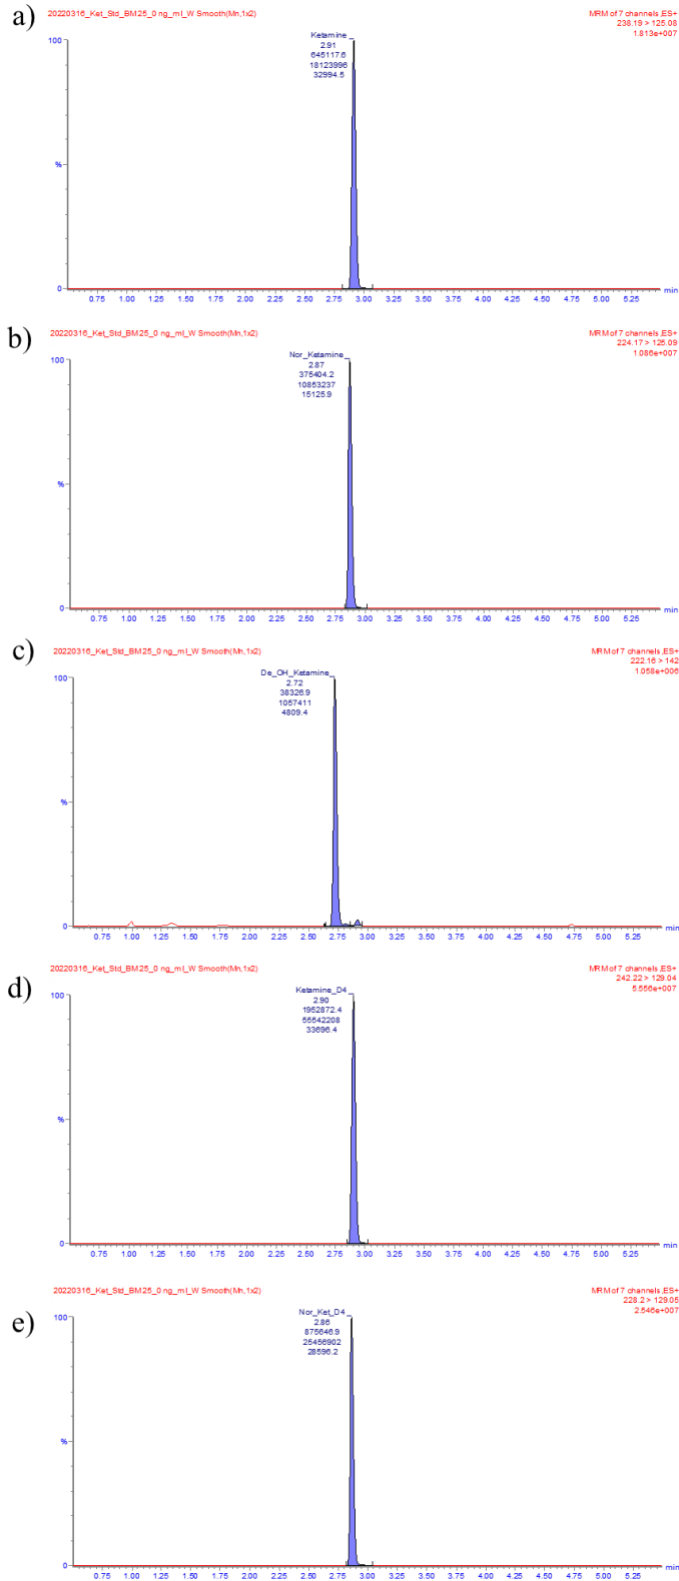 a)
20220316_Ket_Std_BM25_0 ng_ml_W Smooth(Mn,1x2)
MRM of 7 channels,ES+
238.19 > 125.08
1.813e+007
Ketamine
2.91
645117.6
18123996
32994.5
100
%
0
0.75 1.00 1.25 1.50 1.75 2.00 2.25 2.50 2.75 3.00 3.25 3.50 3.75 4.00 4.25 4.50 4.75 5.00 5.25 min
b)
20220316_Ket_Std_BM25_0 ng_ml_W Smooth(Mn,1x2)
MRM of 7 channels,ES+
224.17 > 125.09
1.086e+007
Nor_Ketamine
2.87
375404.2
10853237
15125.9
100
%
0
0.75 1.00 1.25 1.50 1.75 2.00 2.25 2.50 2.75 3.00 3.25 3.50 3.75 4.00 4.25 4.50 4.75 5.00 5.25 min
c)
20220316_Ket_Std_BM25_0 ng_ml_W Smooth(Mn,1x2)
MRM of 7 channels,ES+
222.16 > 142
1.058e+006
De_OH_Ketamine
2.72
38326.9
1057411
4809.4
100
%
0
0.75 1.00 1.25 1.50 1.75 2.00 2.25 2.50 2.75 3.00 3.25 3.50 3.75 4.00 4.25 4.50 4.75 5.00 5.25 min
d)
20220316_Ket_Std_BM25_0 ng_ml_W Smooth(Mn,1x2)
MRM of 7 channels,ES+
242.22 > 129.04
5.556e+007
Ketamine_D4
2.90
1952872.4
55542208
33696.4
100
%
0
0.75 1.00 1.25 1.50 1.75 2.00 2.25 2.50 2.75 3.00 3.25 3.50 3.75 4.00 4.25 4.50 4.75 5.00 5.25 min
e)
20220316_Ket_Std_BM25_0 ng_ml_W Smooth(Mn,1x2)
MRM of 7 channels,ES+
228.2 > 129.05
2.546e+007
Nor_Ket_D4
2.86
875646.9
25456902
28596.2
100
%
0
0.75 1.00 1.25 1.50 1.75 2.00 2.25 2.50 2.75 3.00 3.25 3.50 3.75 4.00 4.25 4.50 4.75 5.00 5.25 min